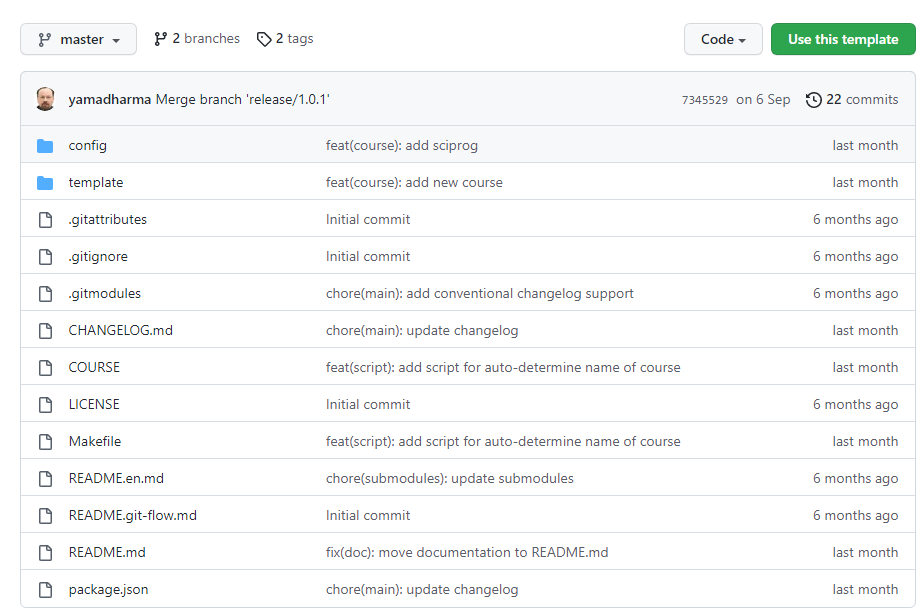 master 2 branches 2 tags Code Use this template
yamadharma Merge branch 'release/1.0.1' 7345529 on 6 Sep 22 commits
config feat(course): add sciprog last month
template feat(course): add new course last month
.gitattributes Initial commit 6 months ago
.gitignore Initial commit 6 months ago
.gitmodules chore(main): add conventional changelog support 6 months ago
CHANGELOG.md chore(main): update changelog last month
COURSE feat(script): add script for auto-determine name of course last month
LICENSE Initial commit 6 months ago
Makefile feat(script): add script for auto-determine name of course last month
README.en.md chore(submodules): update submodules 6 months ago
README.git-flow.md Initial commit 6 months ago
README.md fix(doc): move documentation to README.md last month
package.json chore(main): update changelog last month